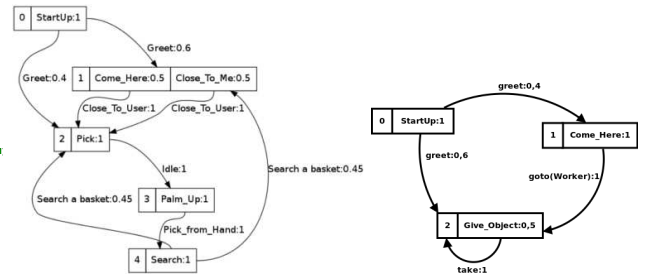 0 StartUp:1
Greet:0.6
Greet:0.4
1 Come_Here:0.5 Close_To_Me:0.5
Close_To_User:1 Close_To_User:1
2 Pick:1
Idle:1
Search a basket:0.45
Search a basket:0.45
3 Palm_Up:1
Pick_from_Hand:1
4 Search:1
greet:0,4
0 StartUp:1
1 Come_Here:1
greet:0,6
goto(Worker):1
2 Give_Object:0,5
take:1